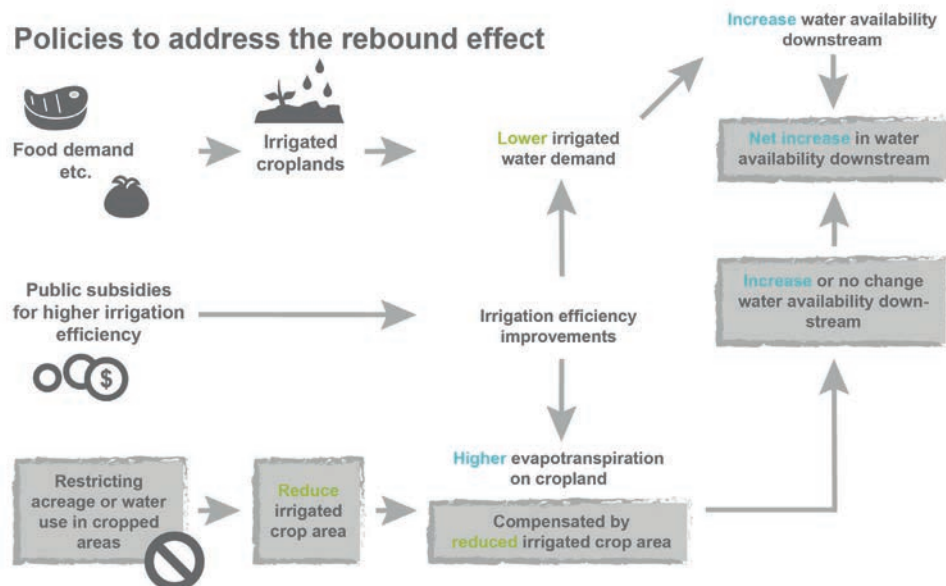 Policies to address the rebound effect
Increase water availability
downstream
Food demand
etc.
Irrigated
croplands
Lower irrigated
water demand
Net increase in water
availability downstream
Public subsidies
for higher irrigation
efficiency
$
Irrigation efficiency
improvements
Increase or no change
water availability down-
stream
Restricting
acreage or water
use in cropped
areas
Reduce
irrigated
crop area
Higher evapotranspiration
on cropland
Compensated by
reduced irrigated crop area